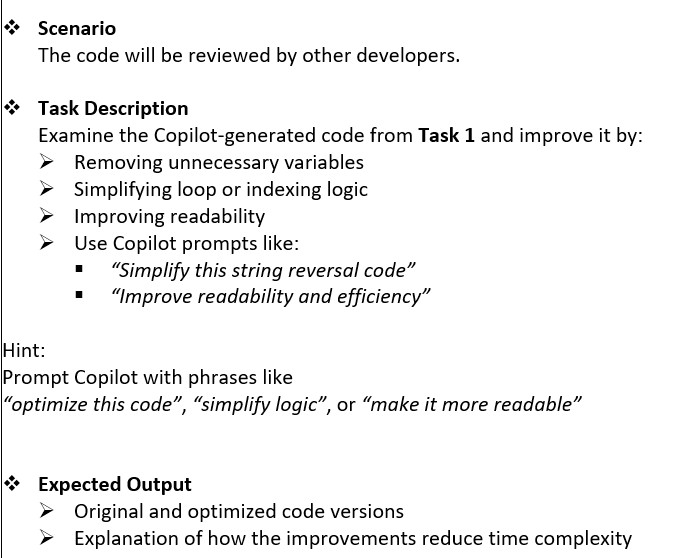 ❖ Scenario
The code will be reviewed by other developers.
❖ Task Description
Examine the Copilot-generated code from Task 1 and improve it by:
➢ Removing unnecessary variables
➢ Simplifying loop or indexing logic
➢ Improving readability
➢ Use Copilot prompts like:
▪ “Simplify this string reversal code”
▪ “Improve readability and efficiency”
Hint:
Prompt Copilot with phrases like
“optimize this code”, “simplify logic”, or “make it more readable”
❖ Expected Output
➢ Original and optimized code versions
➢ Explanation of how the improvements reduce time complexity